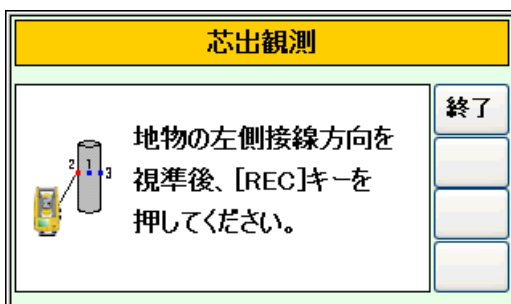 芯出観測
終了
地物の左側接線方向を
視準後、[REC]キーを
押してください。
2 1 3